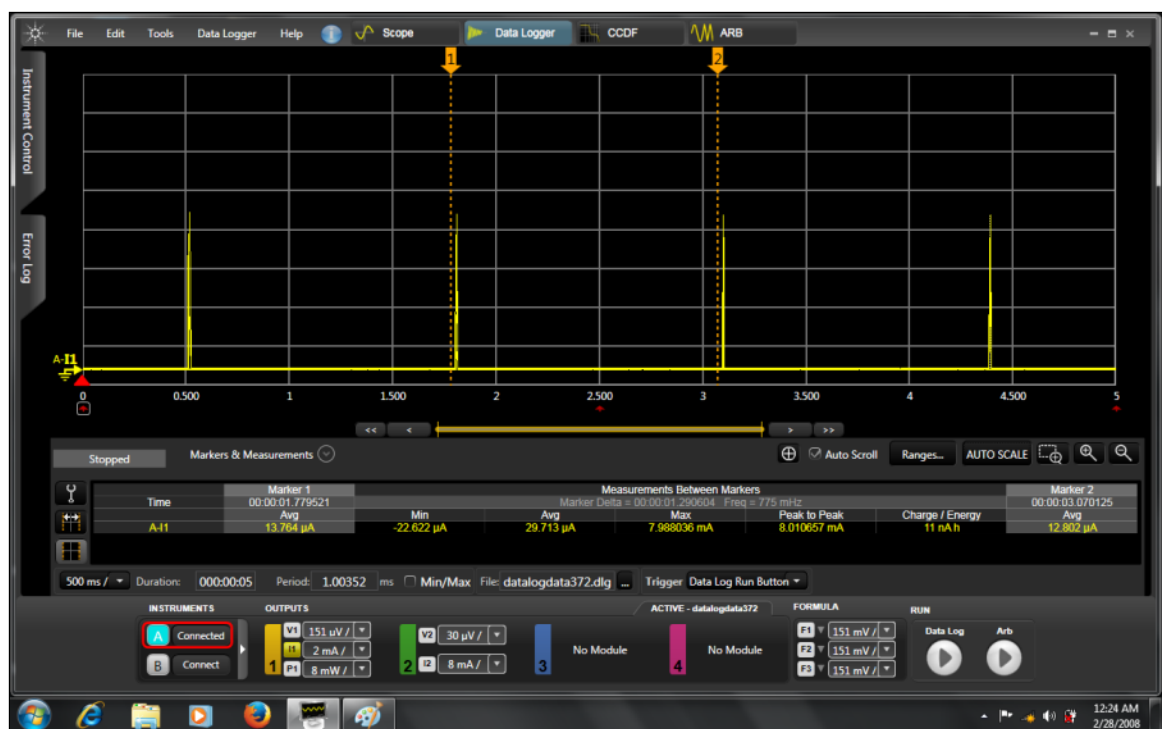 File Edit Tools Data Logger Help Scope Data Logger CCDF ARB
Instrument Control
Error Log
1 2
A-I1
0 0.500 1 1.500 2 2.500 3 3.500 4 4.500 5
<< < > >>
Stopped Markers & Measurements Auto Scroll Ranges... AUTO SCALE
Marker 1 Measurements Between Markers Marker 2
Time 00:00:01.779521 Marker Delta = 00:00:01.290604 Freq = 775 mHz 00:00:03.070125
Avg Min Avg Max Peak to Peak Charge / Energy Avg
A-I1 13.764 µA -22.622 µA 29.713 µA 7.988036 mA 8.010657 mA 11 nA h 12.802 µA
500 ms / Duration: 000:00:05 Period: 1.00352 ms Min/Max File: datalogdata372.dlg ... Trigger Data Log Run Button
INSTRUMENTS OUTPUTS ACTIVE - datalogdata372 FORMULA RUN
A Connected
B Connect
1 V1 151 uV /
I1 2 mA /
P1 8 mW /
2 V2 30 µV /
I2 8 mA /
3 No Module
4 No Module
F1 151 mV /
F2 151 mV /
F3 151 mV /
Data Log Arb
12:24 AM
2/28/2008